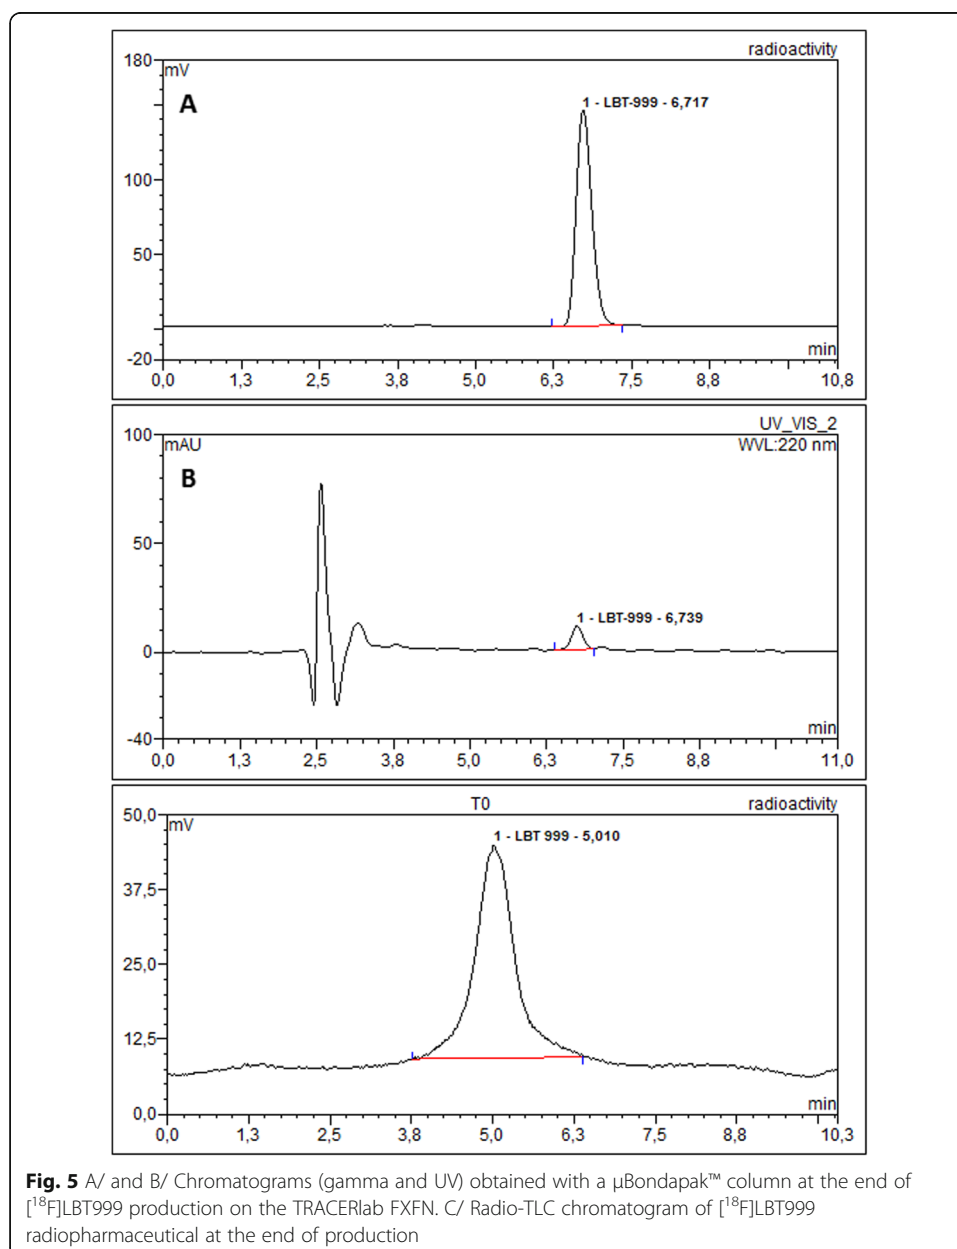 radioactivity
180
mV
A
1 - LBT-999 - 6,717
100
50
-20
min
0,0 1,3 2,5 3,8 5,0 6,3 7,5 8,8 10,8
UV_VIS_2
100
mAU
WVL:220 nm
B
50
1 - LBT-999 - 6,739
0
-40
min
0,0 1,3 2,5 3,8 5,0 6,3 7,5 8,8 11,0
T0 radioactivity
50,0
mV
1 - LBT 999 - 5,010
37,5
25,0
12,5
0,0
min
0,0 1,3 2,5 3,8 5,0 6,3 7,5 8,8 10,3
Fig. 5 A/ and B/ Chromatograms (gamma and UV) obtained with a µBondapak™ column at the end of
[¹⁸F]LBT999 production on the TRACERlab FXFN. C/ Radio-TLC chromatogram of [¹⁸F]LBT999
radiopharmaceutical at the end of production